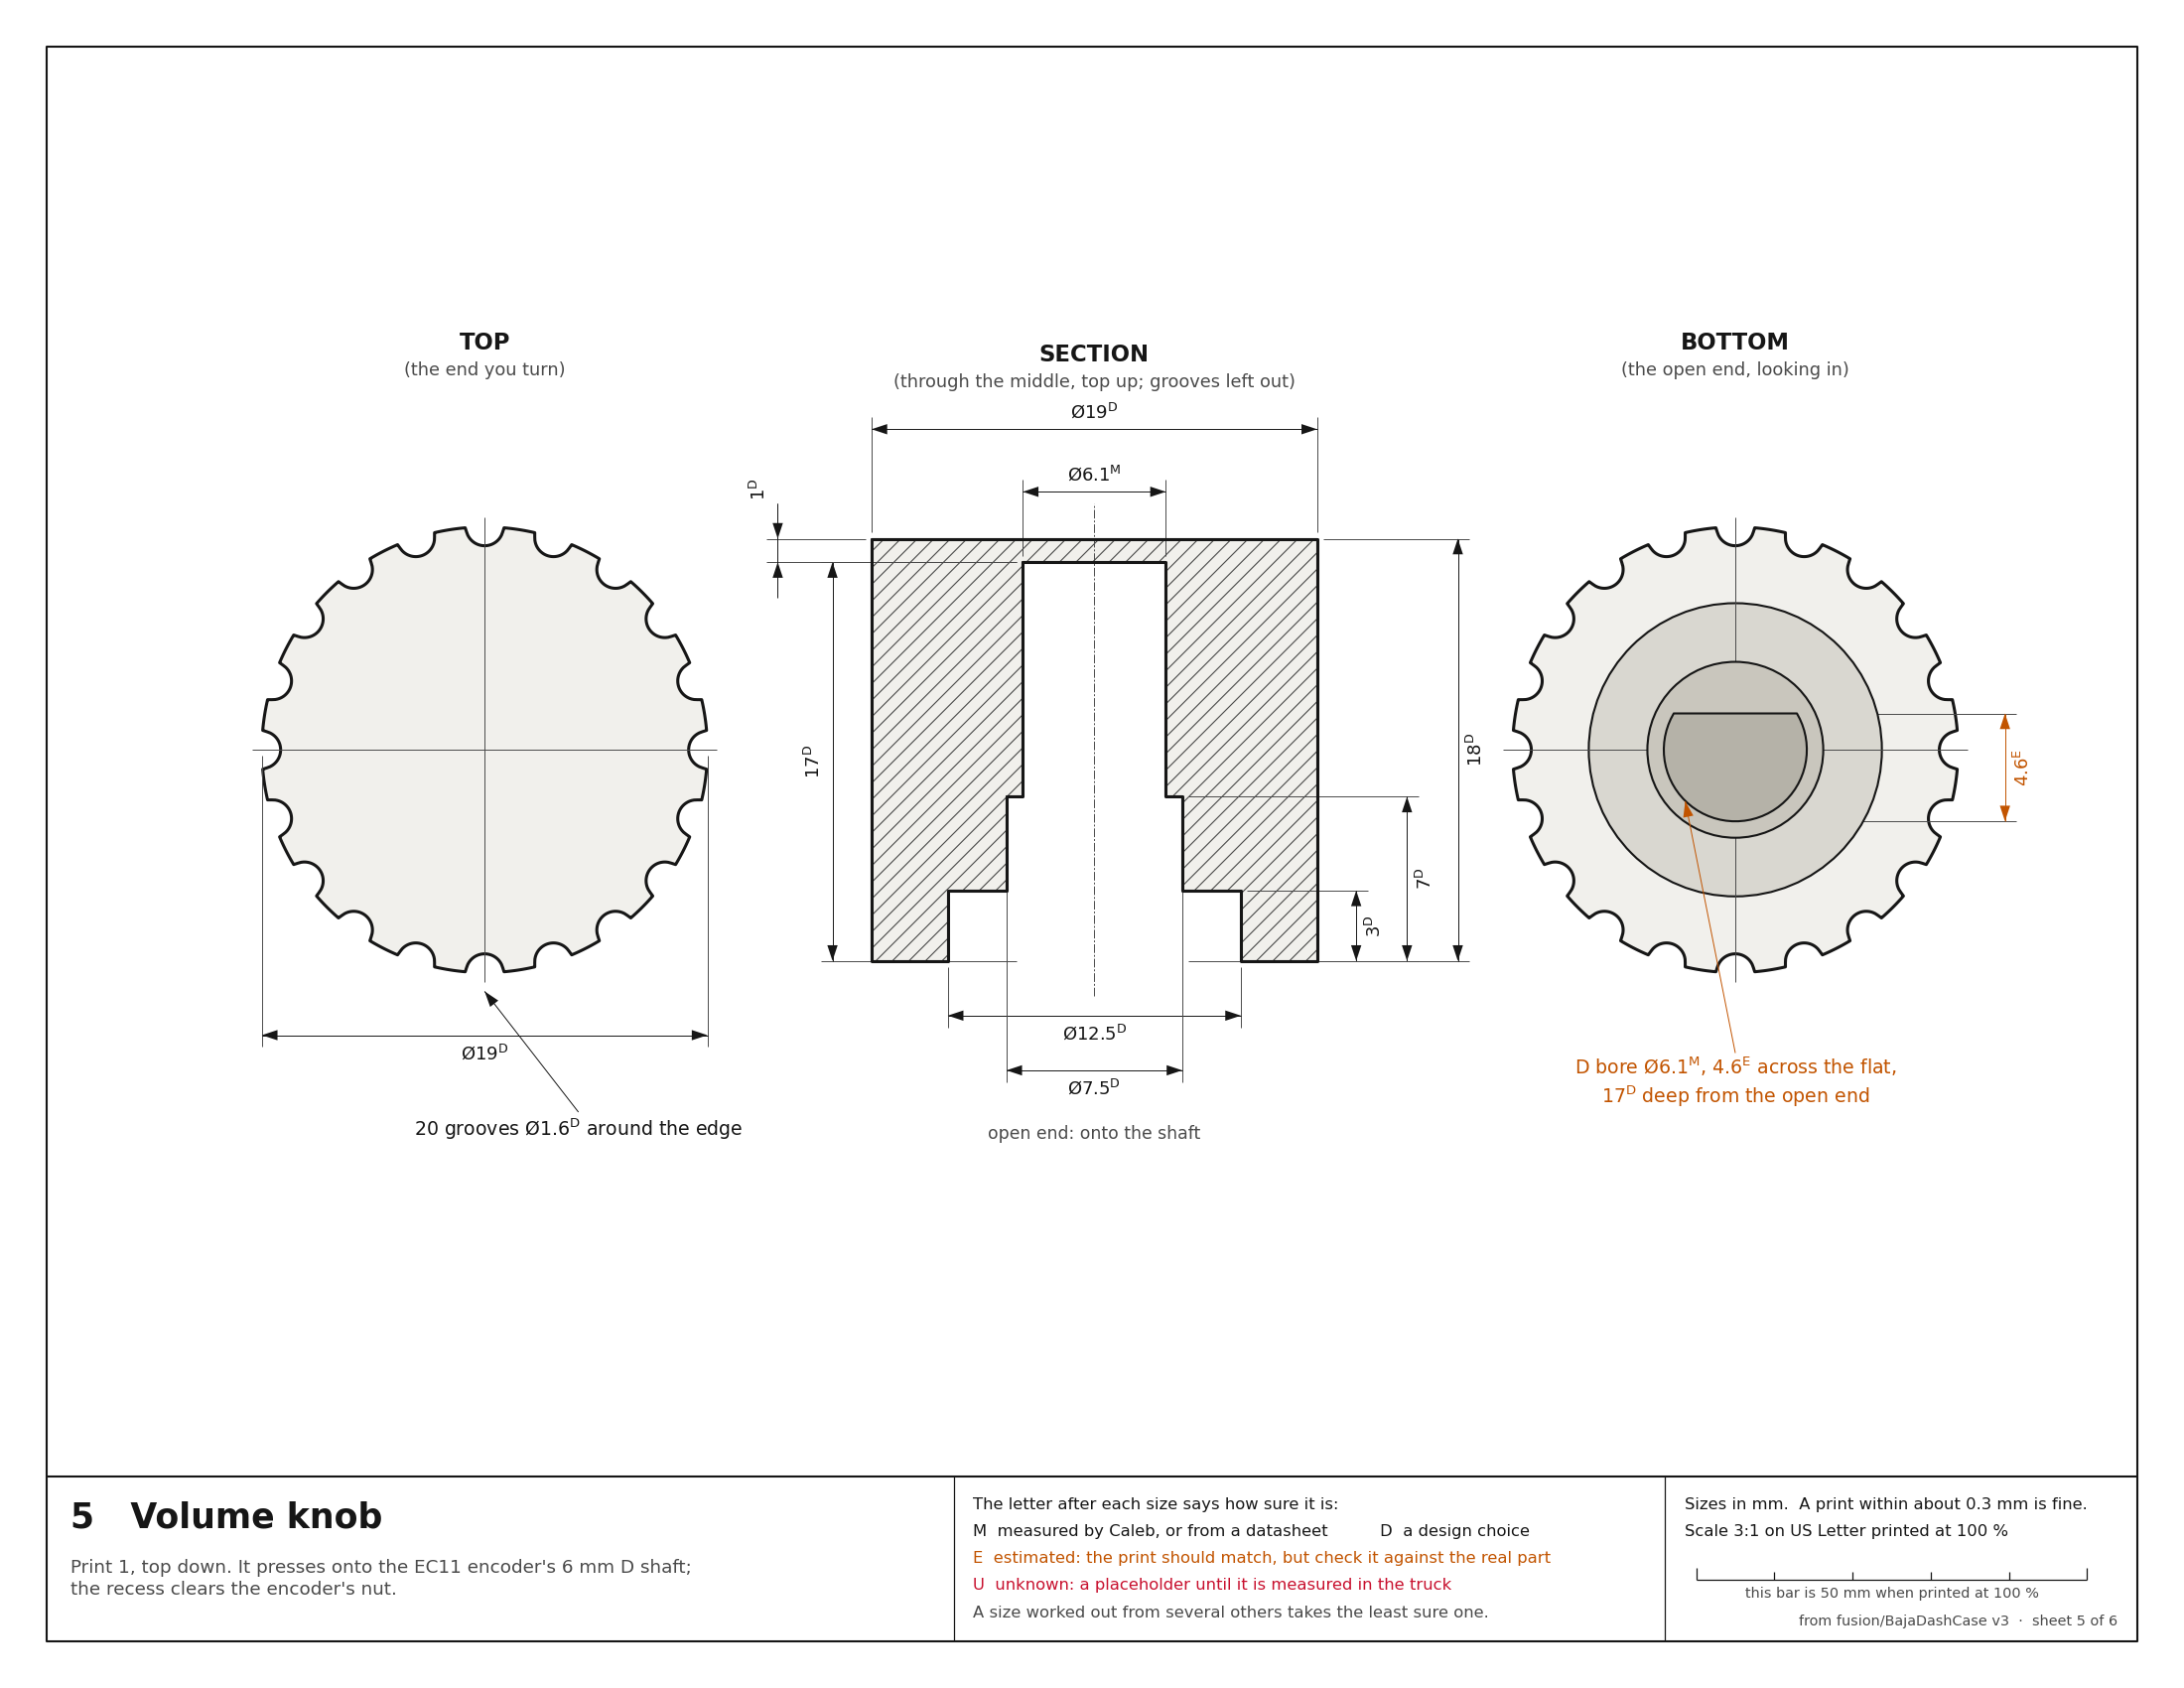 TOP
(the end you turn)
SECTION
(through the middle, top up; grooves left out)
BOTTOM
(the open end, looking in)
Ø19ᴰ
Ø6.1ᴹ
1ᴰ
17ᴰ
18ᴰ
7ᴰ
3ᴰ
4.6ᴱ
Ø12.5ᴰ
Ø7.5ᴰ
Ø19ᴰ
20 grooves Ø1.6ᴰ around the edge
open end: onto the shaft
D bore Ø6.1ᴹ, 4.6ᴱ across the flat,
17ᴰ deep from the open end
5 Volume knob
Print 1, top down. It presses onto the EC11 encoder's 6 mm D shaft;
the recess clears the encoder's nut.
The letter after each size says how sure it is:
M measured by Caleb, or from a datasheet D a design choice
E estimated: the print should match, but check it against the real part
U unknown: a placeholder until it is measured in the truck
A size worked out from several others takes the least sure one.
Sizes in mm. A print within about 0.3 mm is fine.
Scale 3:1 on US Letter printed at 100 %
this bar is 50 mm when printed at 100 %
from fusion/BajaDashCase v3 · sheet 5 of 6